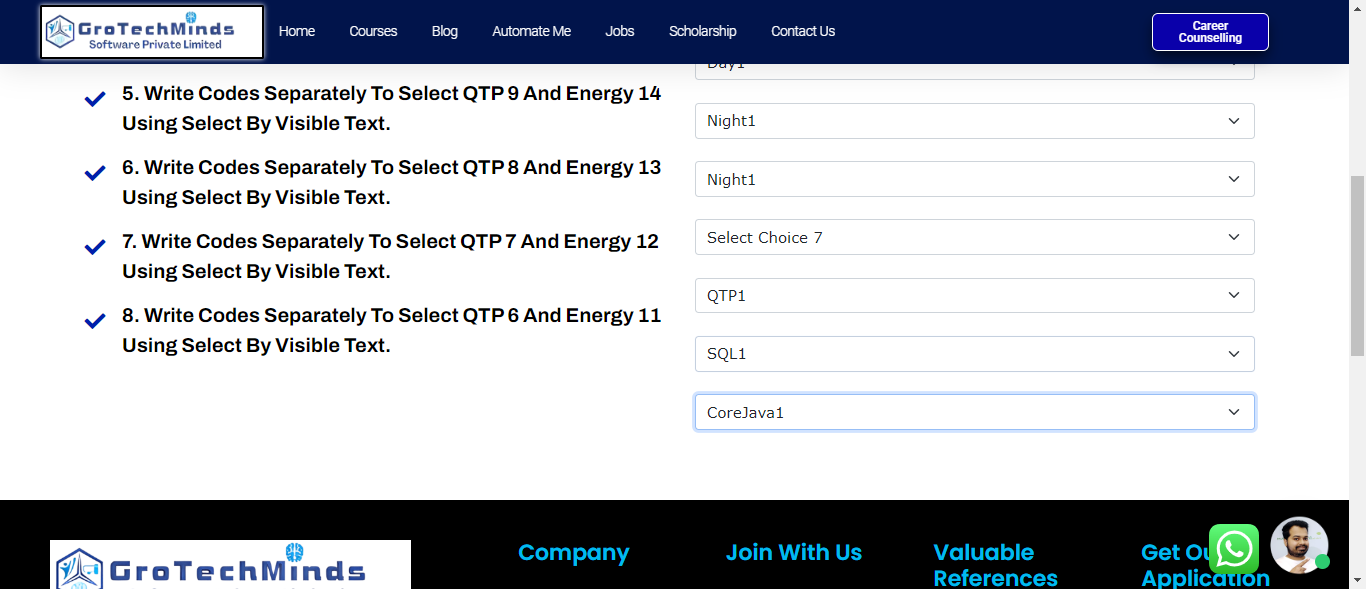 GroTechMinds
Software Private Limited
Home
Courses
Blog
Automate Me
Jobs
Scholarship
Contact Us
Career
Counselling
Day1
5. Write Codes Separately To Select QTP 9 And Energy 14
Using Select By Visible Text.
6. Write Codes Separately To Select QTP 8 And Energy 13
Using Select By Visible Text.
7. Write Codes Separately To Select QTP 7 And Energy 12
Using Select By Visible Text.
8. Write Codes Separately To Select QTP 6 And Energy 11
Using Select By Visible Text.
Night1
Night1
Select Choice 7
QTP1
SQL1
CoreJava1
GroTechMinds
Company
Join With Us
Valuable
References
Get
Application